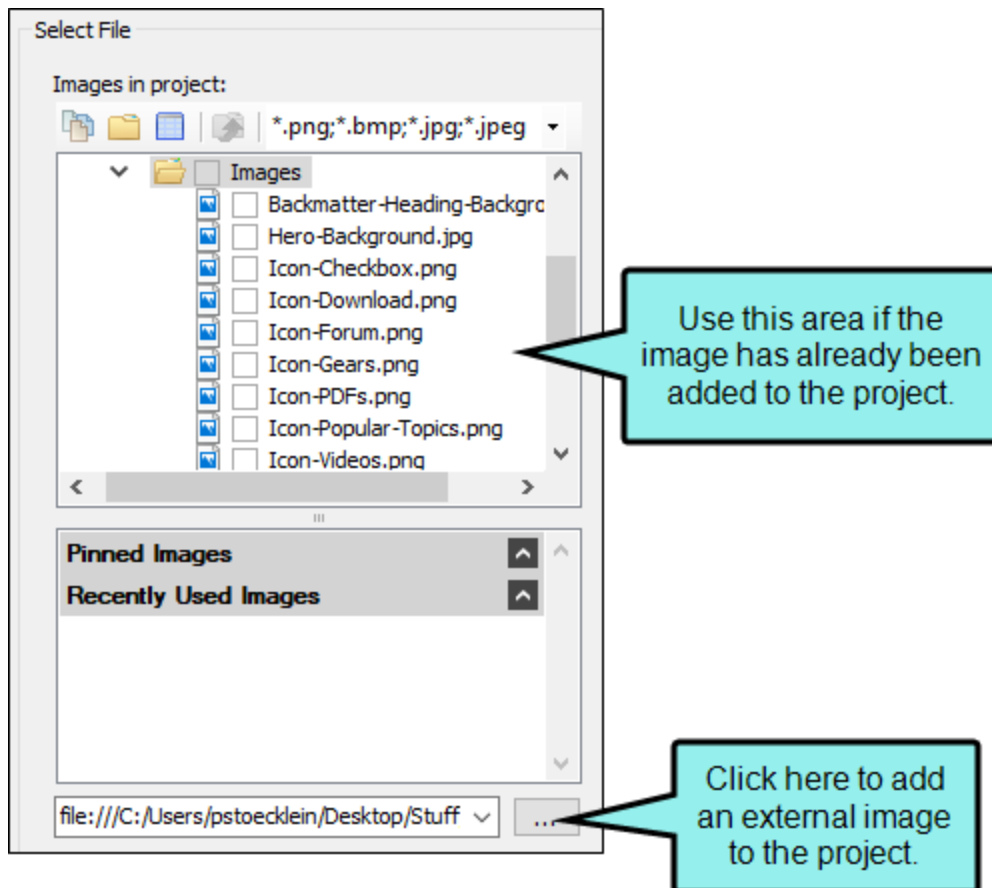 Select File
Images in project:
*.png;*.bmp;*.jpg;*.jpeg
Images
Backmatter-Heading-Backgro
Hero-Background.jpg
Icon-Checkbox.png
Icon-Download.png
Icon-Forum.png
Icon-Gears.png
Icon-PDFs.png
Icon-Popular-Topics.png
Icon-Videos.png
Use this area if the
image has already been
added to the project.
Pinned Images
Recently Used Images
file:///C:/Users/pstoecklein/Desktop/Stuff
...
Click here to add
an external image
to the project.